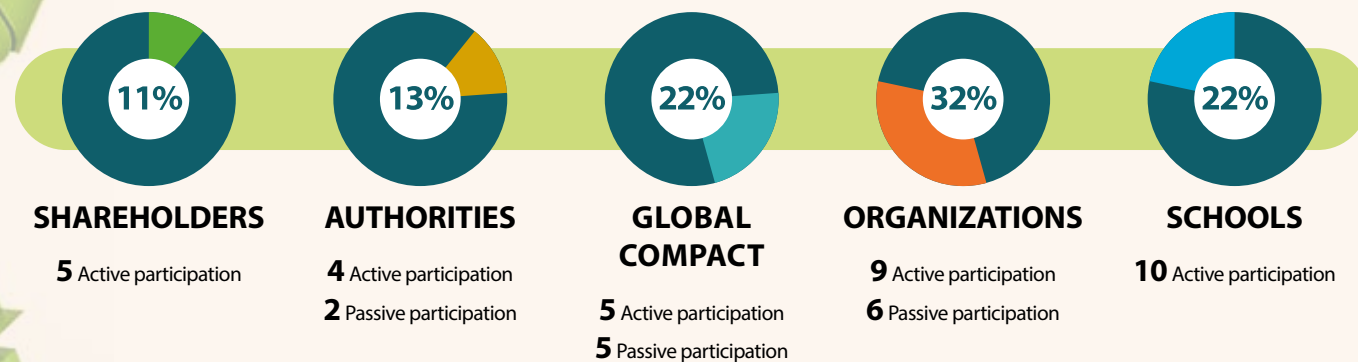 11%
SHAREHOLDERS
5 Active participation
13%
AUTHORITIES
4 Active participation
2 Passive participation
22%
GLOBAL
COMPACT
5 Active participation
5 Passive participation
32%
ORGANIZATIONS
9 Active participation
6 Passive participation
22%
SCHOOLS
10 Active participation